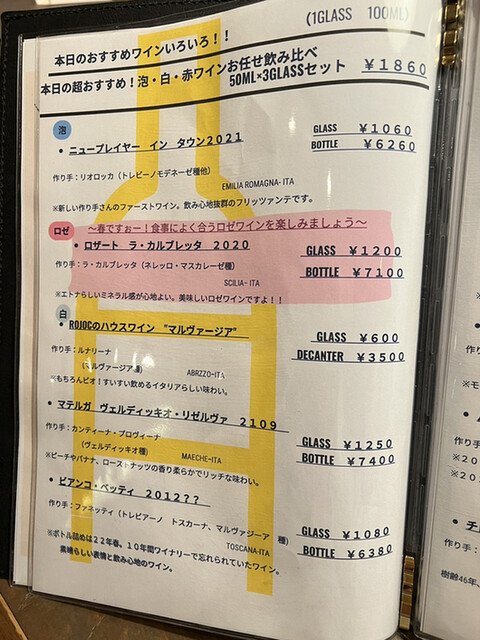 (1GLASS 100ML)
本日のおすすめワインいろいろ！！
本日の超おすすめ！泡・白・赤ワインお任せ飲み比べ
50ML×3GLASSセット ￥１８６０
泡
• ニュープレイヤー イン タウン２０２１
GLASS ￥１０６０
BOTTLE ￥６２６０
作り手：リオロッカ（トレビーノモデネーゼ種他）
EMILIA ROMAGNA- ITA
※新しい作り手さんのファーストワイン。飲み心地抜群のフリッツァンテです。
ロゼ
～春ですぉー！食事によく合うロゼワインを楽しみましょう～
• ロザート ラ・カルブレッタ ２０２０
GLASS ￥１２００
BOTTLE ￥７１００
作り手：ラ・カルブレッタ（ネレッロ・マスカレーゼ種）
SCILIA- ITA
※エトナらしいミネラル感が心地よい。美味しいロゼワインですよ！！
白
• ROJOCのハウスワイン "マルヴァージア"
GLASS ￥６００
DECANTER ￥３５００
作り手：ルナリーナ
（マルヴァージア種）
ABRZZO-ITA
※もちろんビオ！すいすい飲めるイタリアらしい味わい。
• マテルガ ヴェルディッキオ・リゼルヴァ ２１０９
GLASS ￥１２５０
BOTTLE ￥７４００
作り手：カンティーナ・プロヴィーナ
（ヴェルディッキオ種）
MAECHE-ITA
※ピーチやバナナ、ローストナッツの香り柔らかでリッチな味わい。
• ビアンコ・ベッティ ２０１２？？
GLASS ￥１０８０
BOTTLE ￥６３８０
作り手：ファネッティ（トレビアーノ トスカーナ、マルヴァジーア 種）
TOSCANA-ITA
※ボトル詰めは２２年春、１０年間ワイナリーで忘れられていたワイン。
素晴らしい表情と飲み心地のワイン。
※モ
作り手
※２０
※２０
作り手：
樹齢46年、